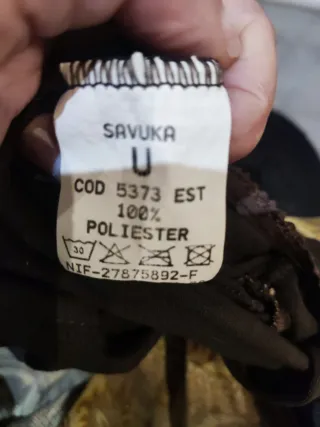 SAVUKA
U
COD 5373 EST
100%
POLIESTER
30
NIF-27875892-F